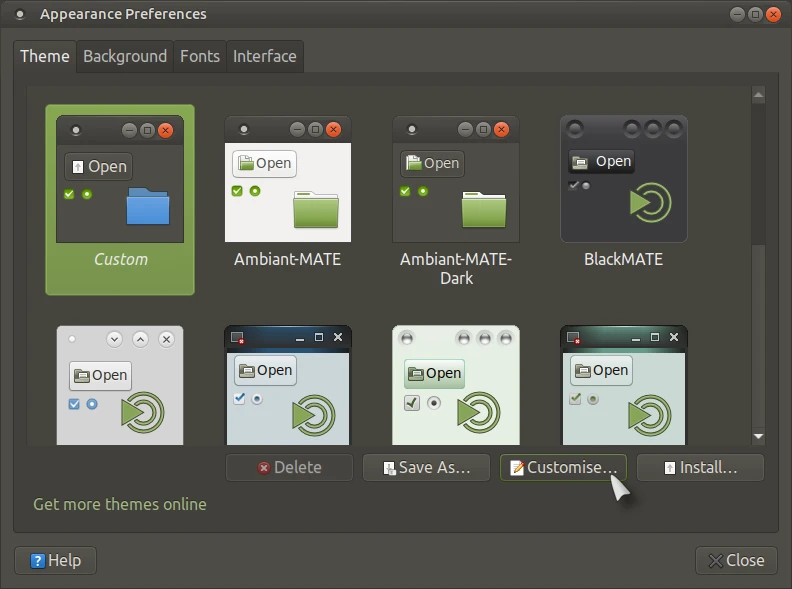 Appearance Preferences
Theme Background Fonts Interface
Open Open Open Open
Custom Ambiant-MATE Ambiant-MATE- BlackMATE
Dark
Open Open Open Open
Delete Save As... Customise... Install...
Get more themes online
? Help Close